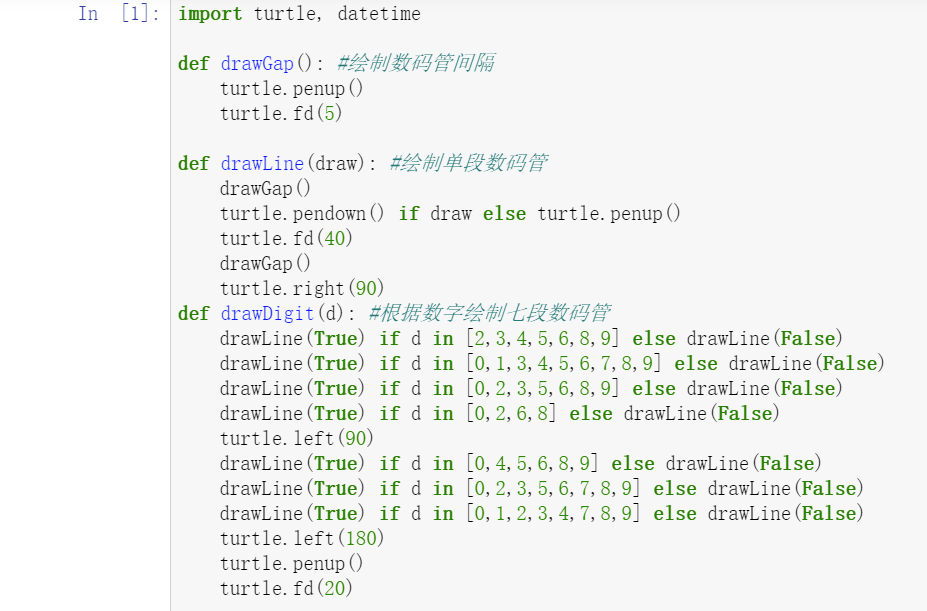 In [1]: import turtle, datetime
def drawGap(): #绘制数码管间隔
    turtle.penup()
    turtle.fd(5)
def drawLine(draw): #绘制单段数码管
    drawGap()
    turtle.pendown() if draw else turtle.penup()
    turtle.fd(40)
    drawGap()
    turtle.right(90)
def drawDigit(d): #根据数字绘制七段数码管
    drawLine(True) if d in [2,3,4,5,6,8,9] else drawLine(False)
    drawLine(True) if d in [0,1,3,4,5,6,7,8,9] else drawLine(False)
    drawLine(True) if d in [0,2,3,5,6,8,9] else drawLine(False)
    drawLine(True) if d in [0,2,6,8] else drawLine(False)
    turtle.left(90)
    drawLine(True) if d in [0,4,5,6,8,9] else drawLine(False)
    drawLine(True) if d in [0,2,3,5,6,7,8,9] else drawLine(False)
    drawLine(True) if d in [0,1,2,3,4,7,8,9] else drawLine(False)
    turtle.left(180)
    turtle.penup()
    turtle.fd(20)